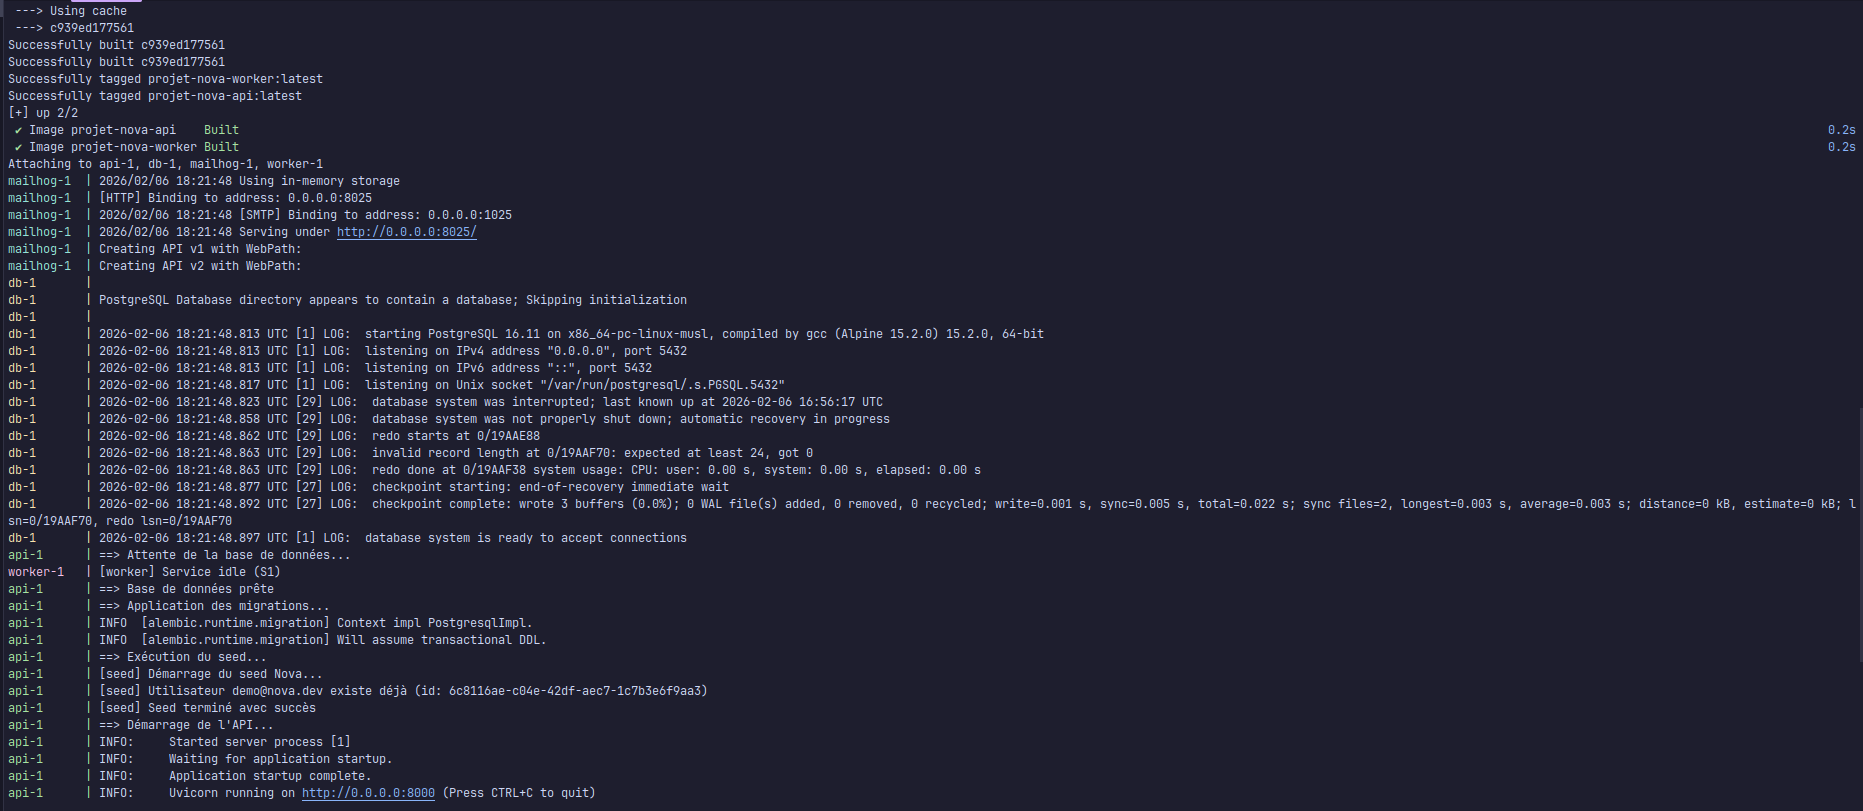 ---> Using cache
---> c939ed177561
Successfully built c939ed177561
Successfully built c939ed177561
Successfully tagged projet-nova-worker:latest
Successfully tagged projet-nova-api:latest
[+] up 2/2
✔ Image projet-nova-api    Built 0.2s
✔ Image projet-nova-worker Built 0.2s
Attaching to api-1, db-1, mailhog-1, worker-1
mailhog-1  | 2026/02/06 18:21:48 Using in-memory storage
mailhog-1  | [HTTP] Binding to address: 0.0.0.0:8025
mailhog-1  | 2026/02/06 18:21:48 [SMTP] Binding to address: 0.0.0.0:1025
mailhog-1  | 2026/02/06 18:21:48 Serving under http://0.0.0.0:8025/
mailhog-1  | Creating API v1 with WebPath:
mailhog-1  | Creating API v2 with WebPath:
db-1       |
db-1       | PostgreSQL Database directory appears to contain a database; Skipping initialization
db-1       |
db-1       | 2026-02-06 18:21:48.813 UTC [1] LOG:  starting PostgreSQL 16.11 on x86_64-pc-linux-musl, compiled by gcc (Alpine 15.2.0) 15.2.0, 64-bit
db-1       | 2026-02-06 18:21:48.813 UTC [1] LOG:  listening on IPv4 address "0.0.0.0", port 5432
db-1       | 2026-02-06 18:21:48.813 UTC [1] LOG:  listening on IPv6 address "::", port 5432
db-1       | 2026-02-06 18:21:48.817 UTC [1] LOG:  listening on Unix socket "/var/run/postgresql/.s.PGSQL.5432"
db-1       | 2026-02-06 18:21:48.823 UTC [29] LOG:  database system was interrupted; last known up at 2026-02-06 16:56:17 UTC
db-1       | 2026-02-06 18:21:48.858 UTC [29] LOG:  database system was not properly shut down; automatic recovery in progress
db-1       | 2026-02-06 18:21:48.862 UTC [29] LOG:  redo starts at 0/19AAE88
db-1       | 2026-02-06 18:21:48.863 UTC [29] LOG:  invalid record length at 0/19AAF70: expected at least 24, got 0
db-1       | 2026-02-06 18:21:48.863 UTC [29] LOG:  redo done at 0/19AAF38 system usage: CPU: user: 0.00 s, system: 0.00 s, elapsed: 0.00 s
db-1       | 2026-02-06 18:21:48.877 UTC [27] LOG:  checkpoint starting: end-of-recovery immediate wait
db-1       | 2026-02-06 18:21:48.892 UTC [27] LOG:  checkpoint complete: wrote 3 buffers (0.0%); 0 WAL file(s) added, 0 removed, 0 recycled; write=0.001 s, sync=0.005 s, total=0.022 s; sync files=2, longest=0.003 s, average=0.003 s; distance=0 kB, estimate=0 kB; l
sn=0/19AAF70, redo lsn=0/19AAF70
db-1       | 2026-02-06 18:21:48.897 UTC [1] LOG:  database system is ready to accept connections
api-1      | ==> Attente de la base de données...
worker-1   | [worker] Service idle (S1)
api-1      | ==> Base de données prête
api-1      | ==> Application des migrations...
api-1      | INFO  [alembic.runtime.migration] Context impl PostgresqlImpl.
api-1      | INFO  [alembic.runtime.migration] Will assume transactional DDL.
api-1      | ==> Exécution du seed...
api-1      | [seed] Démarrage du seed Nova...
api-1      | [seed] Utilisateur demo@nova.dev existe déjà (id: 6c8116ae-c04e-42df-aec7-1c7b3e6f9aa3)
api-1      | [seed] Seed terminé avec succès
api-1      | ==> Démarrage de l'API...
api-1      | INFO:     Started server process [1]
api-1      | INFO:     Waiting for application startup.
api-1      | INFO:     Application startup complete.
api-1      | INFO:     Uvicorn running on http://0.0.0.0:8000 (Press CTRL+C to quit)